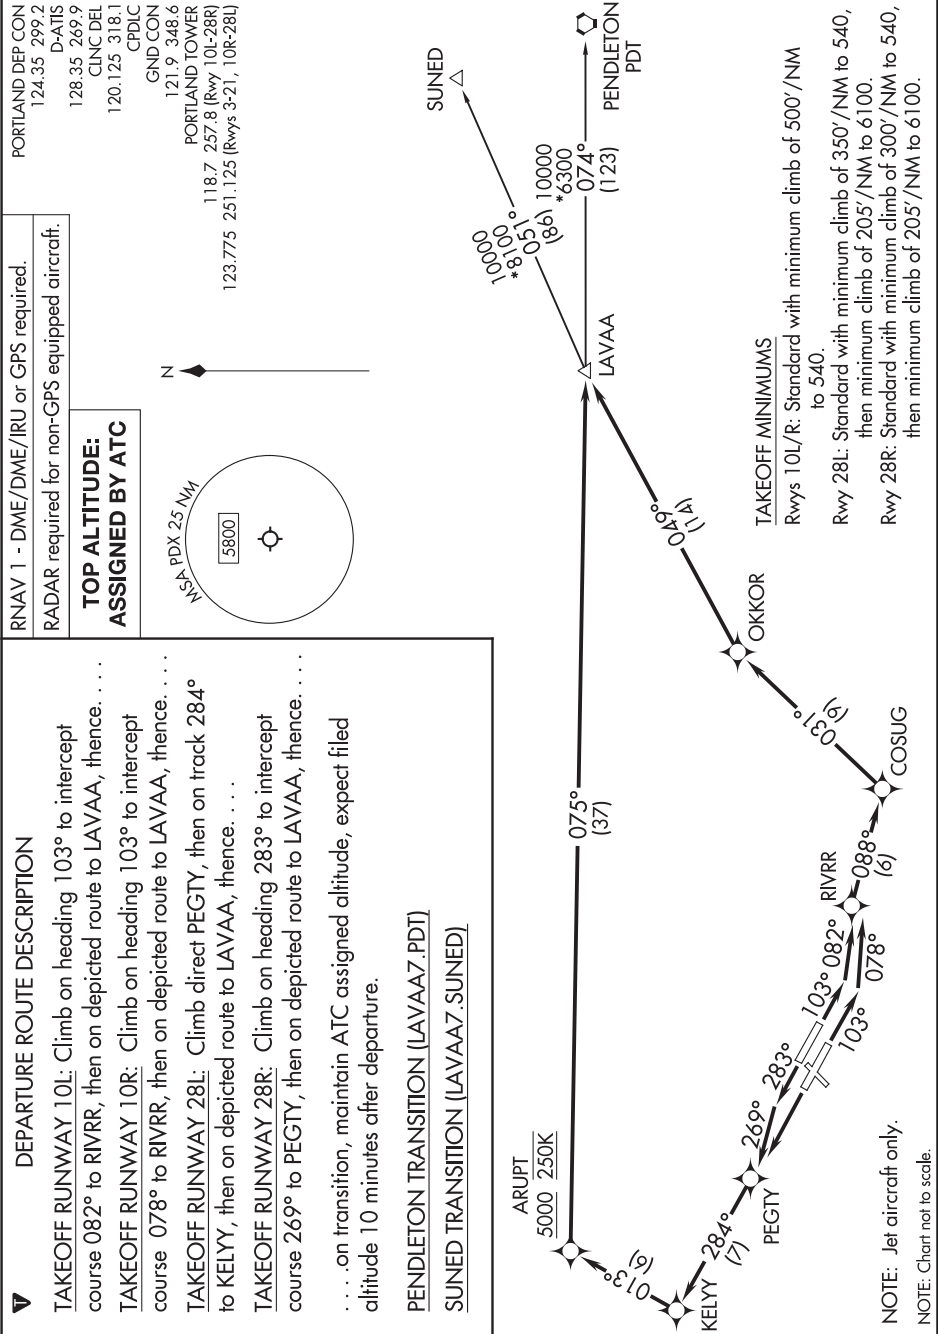 DEPARTURE ROUTE DESCRIPTION
TAKEOFF RUNWAY 10L: Climb on heading 103° to intercept
course 082° to RIVRR, then on depicted route to LAVAA, thence. . . .
TAKEOFF RUNWAY 10R: Climb on heading 103° to intercept
course 078° to RIVRR, then on depicted route to LAVAA, thence. . . .
TAKEOFF RUNWAY 28L: Climb direct PEGTY, then on track 284°
to KELYY, then on depicted route to LAVAA, thence. . . .
TAKEOFF RUNWAY 28R: Climb on heading 283° to intercept
course 269° to PEGTY, then on depicted route to LAVAA, thence. . . .
. . . .on transition, maintain ATC assigned altitude, expect filed
altitude 10 minutes after departure.
PENDLETON TRANSITION (LAVAA7.PDT)
SUNED TRANSITION (LAVAA7.SUNED)
RNAV 1 - DME/DME/IRU or GPS required.
RADAR required for non-GPS equipped aircraft.
TOP ALTITUDE:
ASSIGNED BY ATC
PORTLAND DEP CON
124.35 299.2
D-ATIS
128.35 269.9
CLNC DEL
120.125 318.1
CPDLC
GND CON
121.9 348.6
PORTLAND TOWER
118.7 257.8 (Rwy 10L-28R)
123.775 251.125 (Rwys 3-21, 10R-28L)
MSA PDX 25 NM
5800
N
SUNED
10000
*8100
051°
(86)
10000
*6300
074°
(123)
PENDLETON
PDT
LAVAA
ARUPT
5000 250K
075°
(37)
049°
(14)
OKKOR
031°
(9)
013°
(6)
KELYY
284°
(7)
PEGTY
269°
283°
103°
082°
103°
078°
RIVRR
088°
(6)
COSUG
TAKEOFF MINIMUMS
Rwys 10L/R: Standard with minimum climb of 500'/NM
to 540.
Rwy 28L: Standard with minimum climb of 350'/NM to 540,
then minimum climb of 205'/NM to 6100.
Rwy 28R: Standard with minimum climb of 300'/NM to 540,
then minimum climb of 205'/NM to 6100.
NOTE: Jet aircraft only.
NOTE: Chart not to scale.